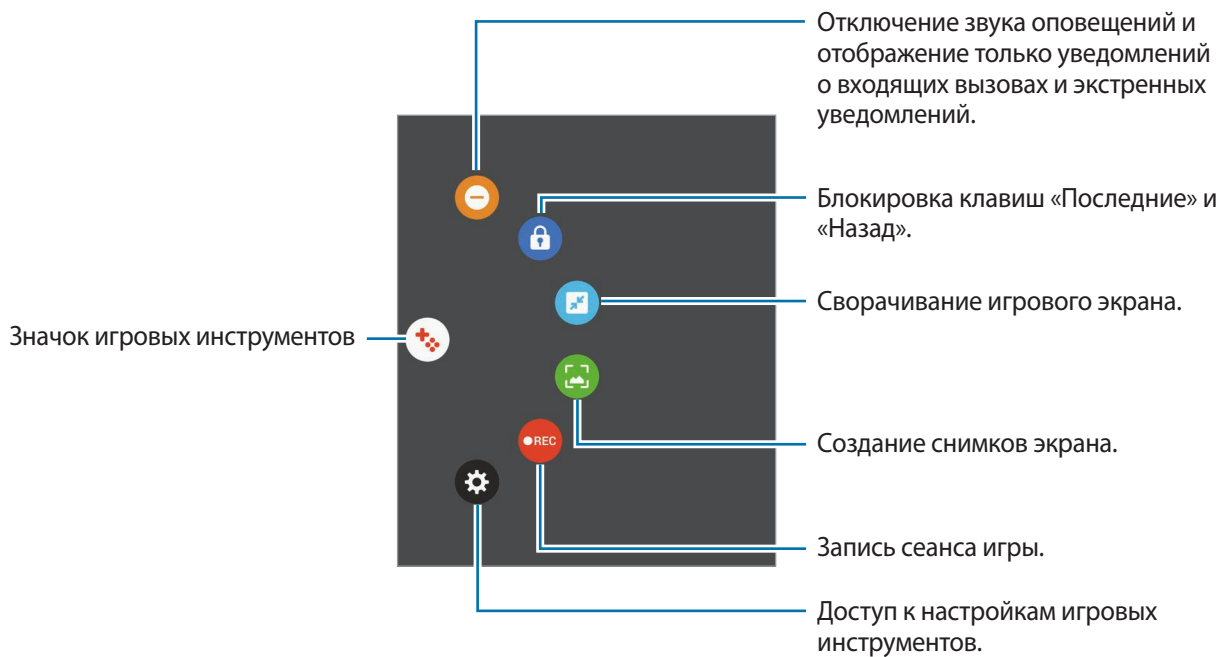 Отключение звука оповещений и
отображение только уведомлений
о входящих вызовах и экстренных
уведомлений.
Блокировка клавиш «Последние» и
«Назад».
Сворачивание игрового экрана.
Значок игровых инструментов
Создание снимков экрана.
REC
Запись сеанса игры.
Доступ к настройкам игровых
инструментов.